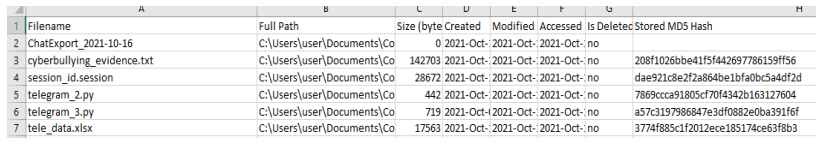 A B C D E F G H
1 Filename Full Path Size (byte Created Modified Accessed Is Deleted Stored MD5 Hash
2 ChatExport_2021-10-16 C:\Users\user\Documents\Co 0 2021-Oct- 2021-Oct- 2021-Oct- no
3 cyberbullying_evidence.txt C:\Users\user\Documents\Co 142703 2021-Oct- 2021-Oct- 2021-Oct- no 208f1026bbe41f5f442697786159ff56
4 session_id.session C:\Users\user\Documents\Co 28672 2021-Oct- 2021-Oct- 2021-Oct- no dae921c8e2f2a864be1bfa0bc5a4df2d
5 telegram_2.py C:\Users\user\Documents\Co 442 2021-Oct- 2021-Oct- 2021-Oct- no 7869ccca91805cf70f4342b163127604
6 telegram_3.py C:\Users\user\Documents\Co 719 2021-Oct- 2021-Oct- 2021-Oct- no a57c3197986847e3df0882e0ba391f6f
7 tele_data.xlsx C:\Users\user\Documents\Co 17563 2021-Oct- 2021-Oct- 2021-Oct- no 3774f885c1f2012ece185174ce63f8b3